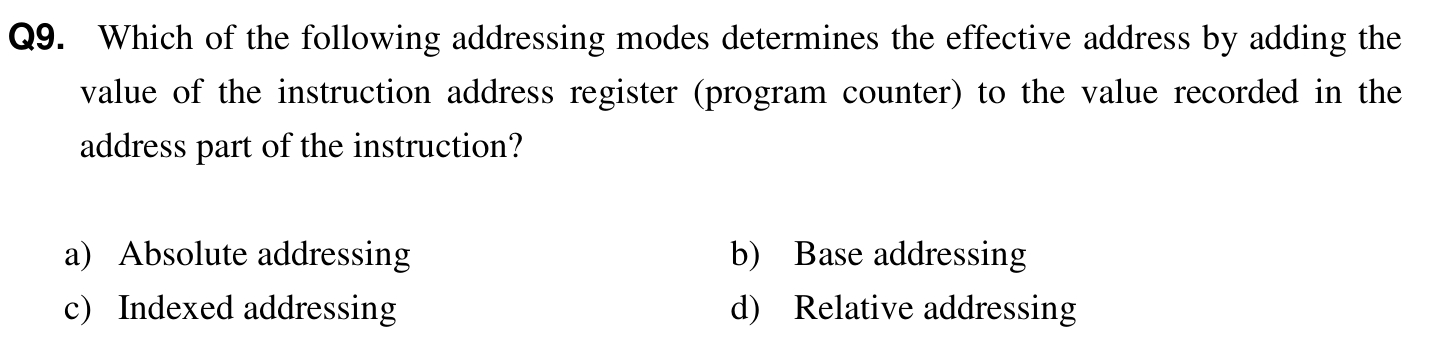 Q9. Which of the following addressing modes determines the effective address by adding the
value of the instruction address register (program counter) to the value recorded in the
address part of the instruction?
a) Absolute addressing b) Base addressing
c) Indexed addressing d) Relative addressing